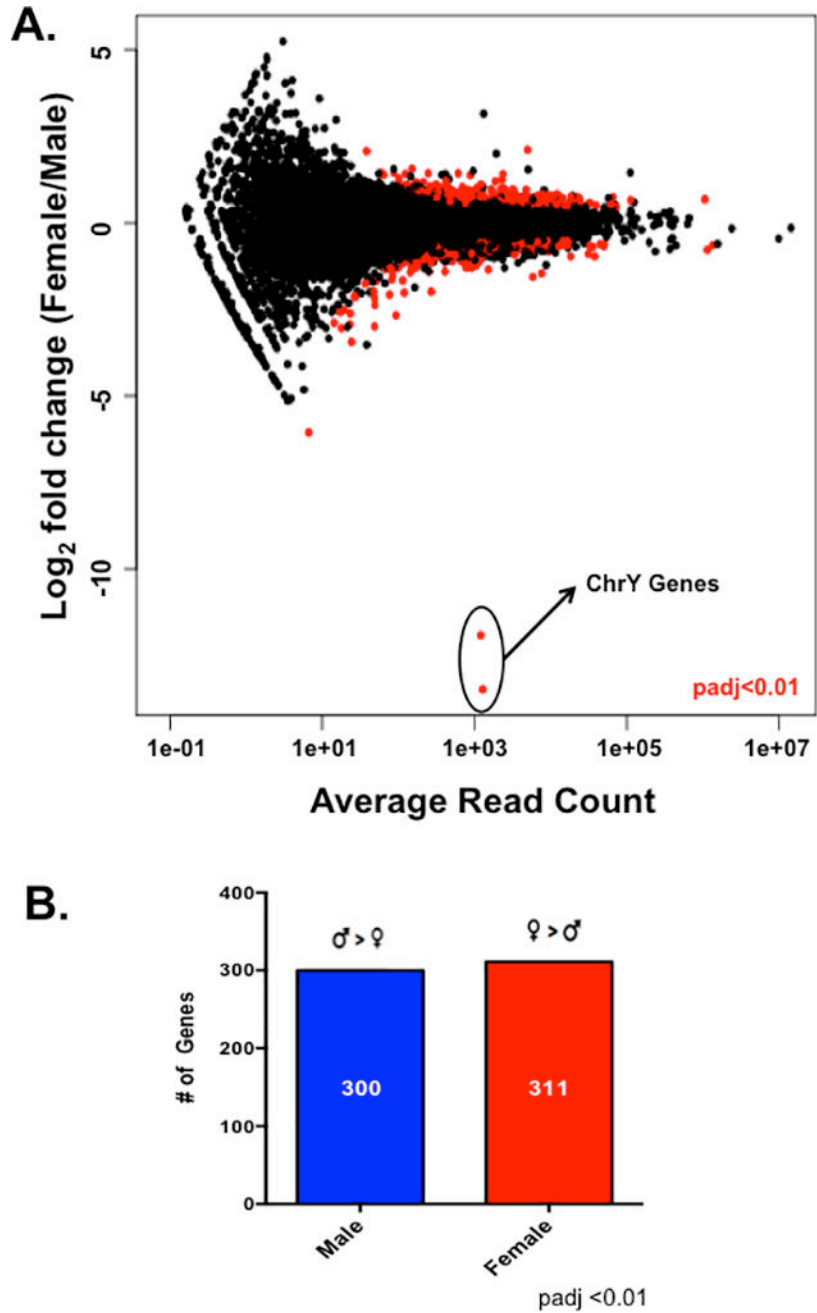 A.
Log2 fold change (Female/Male)
5
0
-5
-10
ChrY Genes
padj<0.01
1e-01 1e+01 1e+03 1e+05 1e+07
Average Read Count
B.
# of Genes
400
300
200
100
0
♂>♀ ♀>♂
300 311
Male Female
padj <0.01